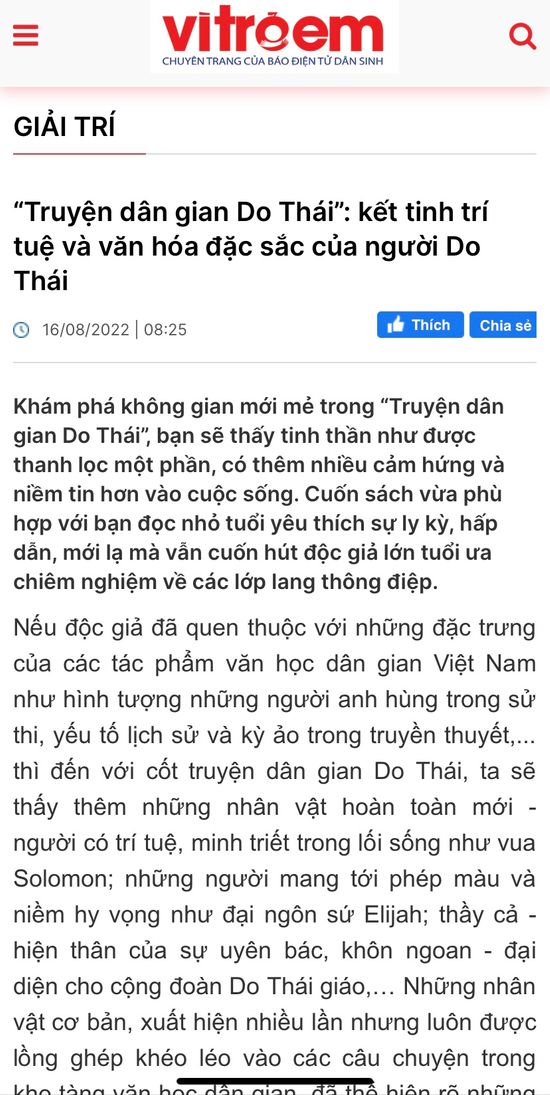 vìtrẻem
CHUYÊN TRANG CỦA BÁO ĐIỆN TỬ DÂN SINH
GIẢI TRÍ
“Truyện dân gian Do Thái”: kết tinh trí
tuệ và văn hóa đặc sắc của người Do
Thái
16/08/2022 | 08:25
Thích
Chia sẻ
Khám phá không gian mới mẻ trong “Truyện dân
gian Do Thái”, bạn sẽ thấy tinh thần như được
thanh lọc một phần, có thêm nhiều cảm hứng và
niềm tin hơn vào cuộc sống. Cuốn sách vừa phù
hợp với bạn đọc nhỏ tuổi yêu thích sự ly kỳ, hấp
dẫn, mới lạ mà vẫn cuốn hút độc giả lớn tuổi ưa
chiêm nghiệm về các lớp lang thông điệp.
Nếu độc giả đã quen thuộc với những đặc trưng
của các tác phẩm văn học dân gian Việt Nam
như hình tượng những người anh hùng trong sử
thi, yếu tố lịch sử và kỳ ảo trong truyền thuyết,...
thì đến với cốt truyện dân gian Do Thái, ta sẽ
thấy thêm những nhân vật hoàn toàn mới -
người có trí tuệ, minh triết trong lối sống như vua
Solomon; những người mang tới phép màu và
niềm hy vọng như đại ngôn sứ Elijah; thầy cả -
hiện thân của sự uyên bác, khôn ngoan - đại
diện cho cộng đoàn Do Thái giáo,… Những nhân
vật cơ bản, xuất hiện nhiều lần nhưng luôn được
lồng ghép khéo léo vào các câu chuyện trong
kho tàng văn học dân gian, đã thể hiện rõ những